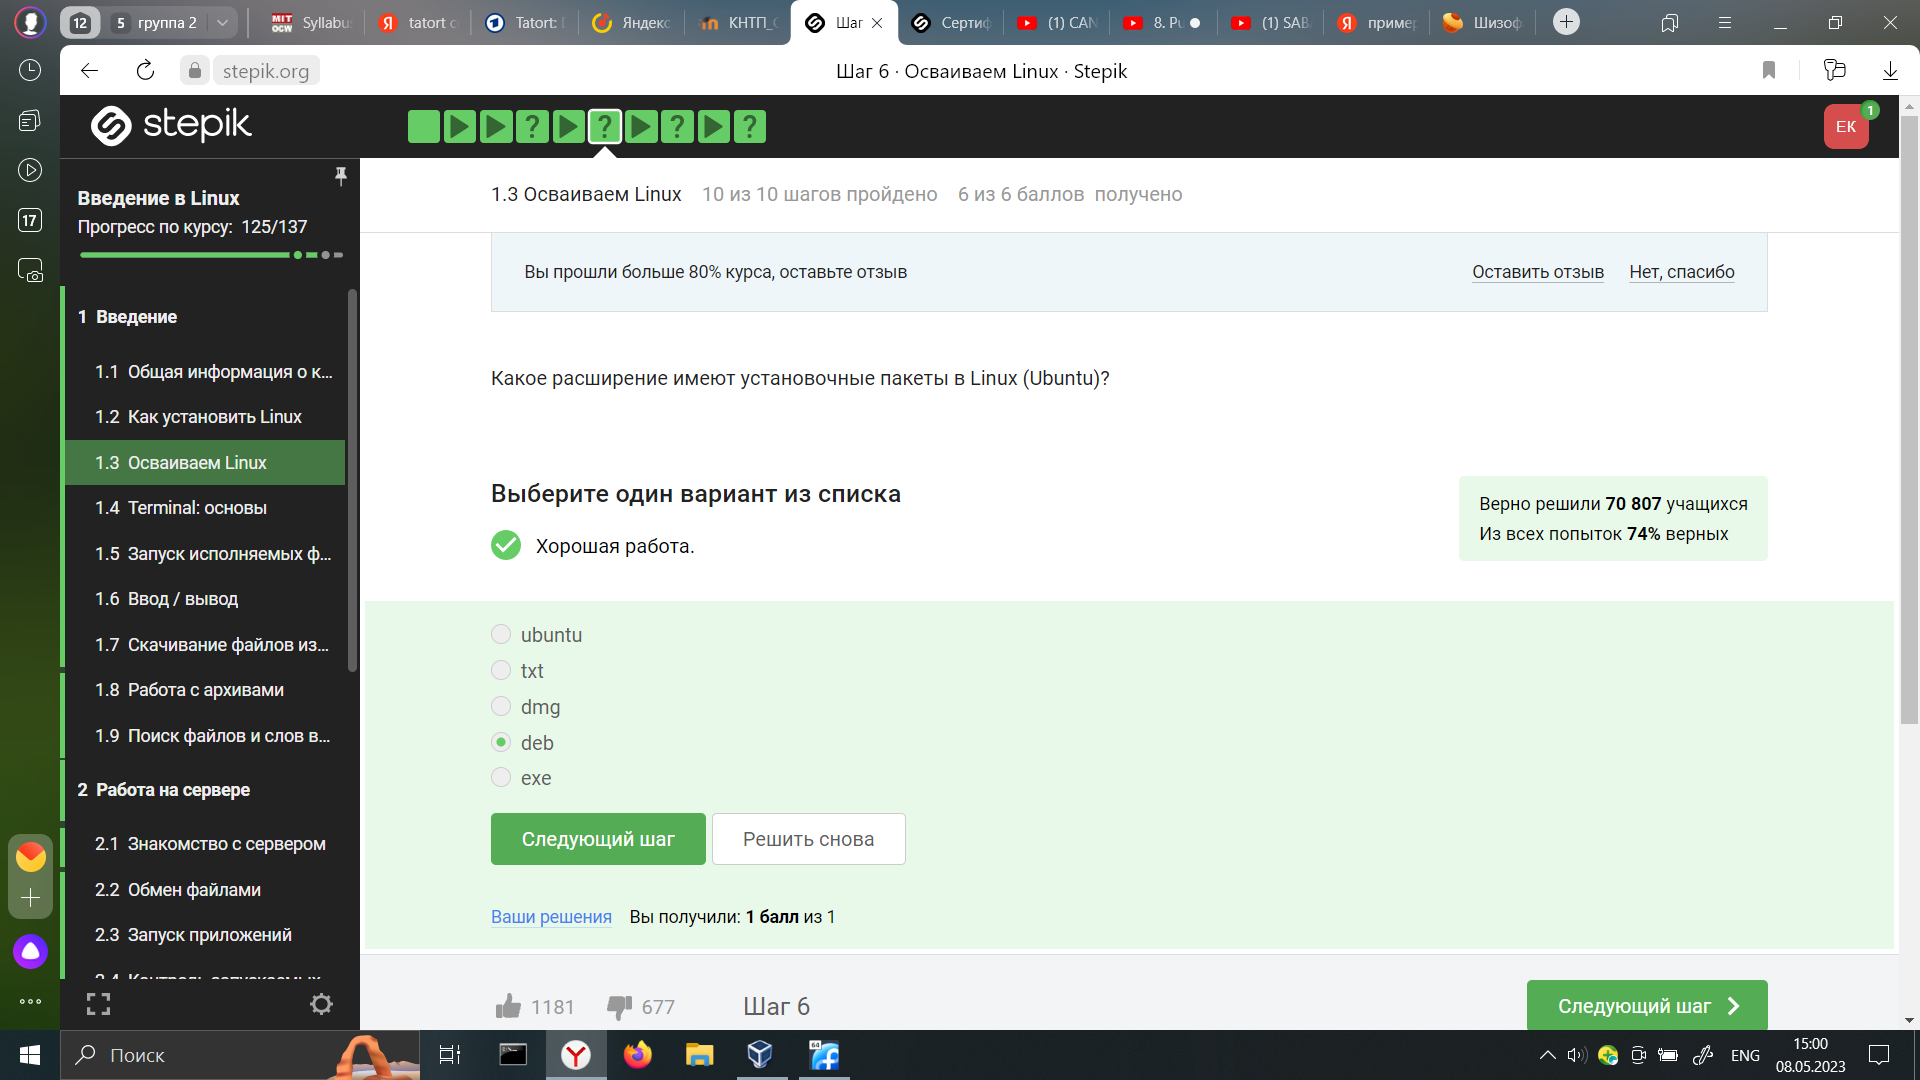 12
5 группа 2
Syllabu
tatort c
Tatort:
Яндекс
КНТП_
Шаг
Сертиф
(1) CAN
8. Pu
(1) SAB
пример
Шизоф
stepik.org
Шаг 6 · Осваиваем Linux · Stepik
17
stepik
EK
1
Введение в Linux
Прогресс по курсу: 125/137
1 Введение
1.1 Общая информация о к...
1.2 Как установить Linux
1.3 Осваиваем Linux
1.4 Terminal: основы
1.5 Запуск исполняемых ф...
1.6 Ввод / вывод
1.7 Скачивание файлов из...
1.8 Работа с архивами
1.9 Поиск файлов и слов в...
2 Работа на сервере
2.1 Знакомство с сервером
2.2 Обмен файлами
2.3 Запуск приложений
1.3 Осваиваем Linux 10 из 10 шагов пройдено 6 из 6 баллов получено
Вы прошли больше 80% курса, оставьте отзыв Оставить отзыв Нет, спасибо
Какое расширение имеют установочные пакеты в Linux (Ubuntu)?
Выберите один вариант из списка
Хорошая работа.
Верно решили 70 807 учащихся
Из всех попыток 74% верных
ubuntu
txt
dmg
deb
exe
Следующий шаг Решить снова
Ваши решения Вы получили: 1 балл из 1
1181 677 Шаг 6 Следующий шаг
Поиск
ENG
15:00
08.05.2023